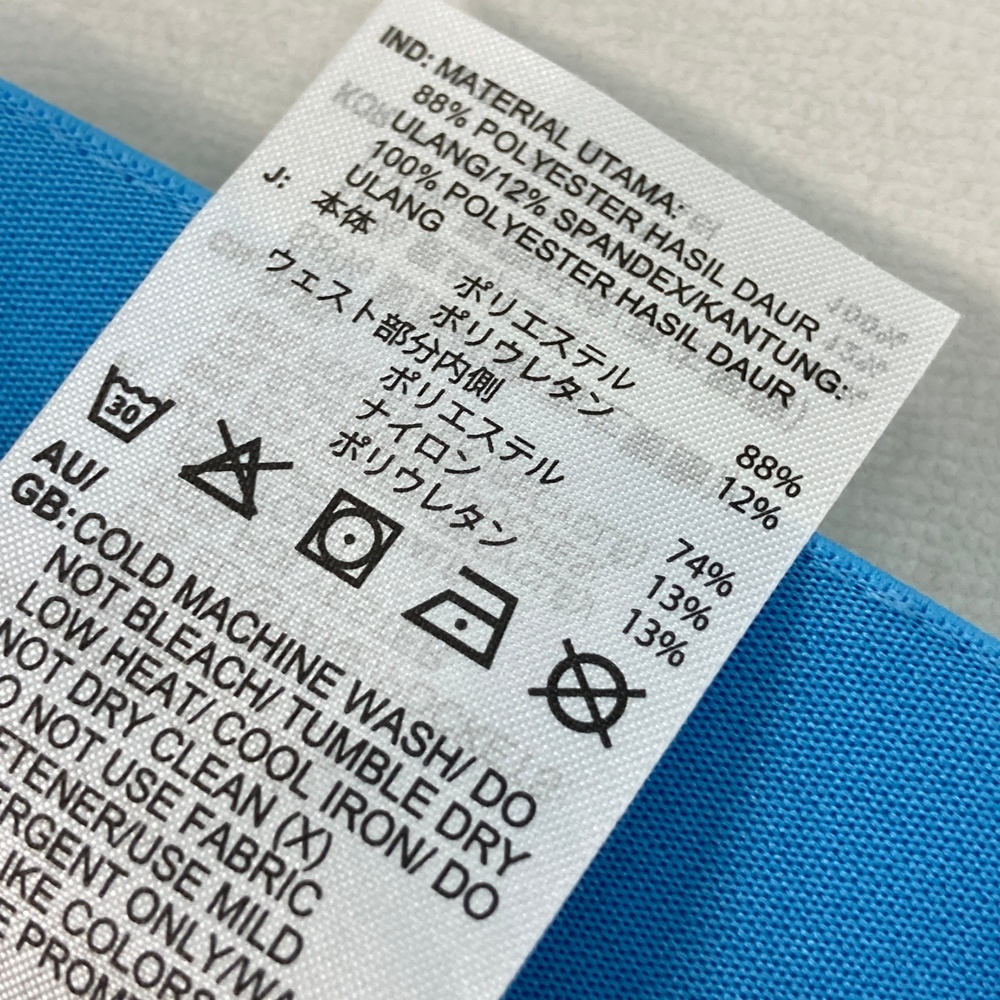 IND: MATERIAL UTAMA:
88% POLYESTER HASIL DAUR
ULANG/12% SPANDEX/KANTUNG:
100% POLYESTER HASIL DAUR
ULANG
J: 本体
ポリエステル 88%
ポリウレタン 12%
ウエスト部分内側
ポリエステル 74%
ナイロン 13%
ポリウレタン 13%
30
AU/
GB: COLD MACHINE WASH/ DO
NOT BLEACH/ TUMBLE DRY
LOW HEAT/ COOL IRON/ DO
NOT DRY CLEAN (X)
NOT USE FABRIC
USE MILD
ONLY/
COLORS